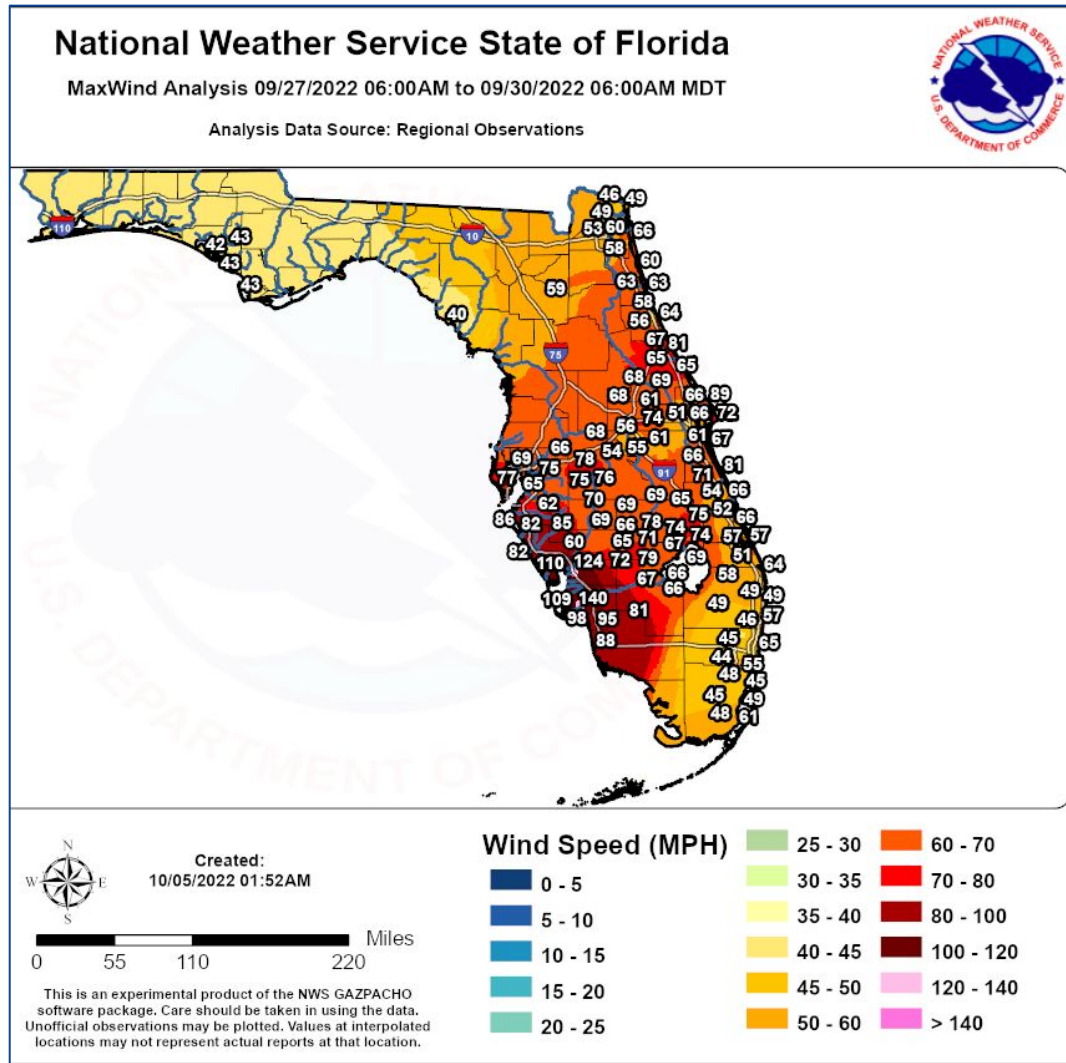 National Weather Service State of Florida
MaxWind Analysis 09/27/2022 06:00AM to 09/30/2022 06:00AM MDT
Analysis Data Source: Regional Observations
NATIONAL WEATHER SERVICE
U.S. DEPARTMENT OF COMMERCE
46 49
49
110 10 53 60 66
42 43 58
43 60
43 59 63 63
58
40 56 64
67 81
75 65 65
68 69
68 61 66 89
74 51 66 72
68 56 61 61 67
66 54 55 66
69 78 91 81
77 75 75 76 71
65 70 69 65 54 66
62 69 75 52
86 82 85 69 66 78 74 66
60 65 71 67 74 57 57
82 110 124 72 79 69 51
67 66 58 64
66
109 140 81 49 49 49
98 95 46 57
88 45 65
44 55
48 45
45 49
48 61
N
W E
S
Created:
10/05/2022 01:52AM
Miles
0 55 110 220
This is an experimental product of the NWS GAZPACHO
software package. Care should be taken in using the data.
Unofficial observations may be plotted. Values at interpolated
locations may not represent actual reports at that location.
Wind Speed (MPH)
0 - 5
5 - 10
10 - 15
15 - 20
20 - 25
25 - 30
30 - 35
35 - 40
40 - 45
45 - 50
50 - 60
60 - 70
70 - 80
80 - 100
100 - 120
120 - 140
> 140